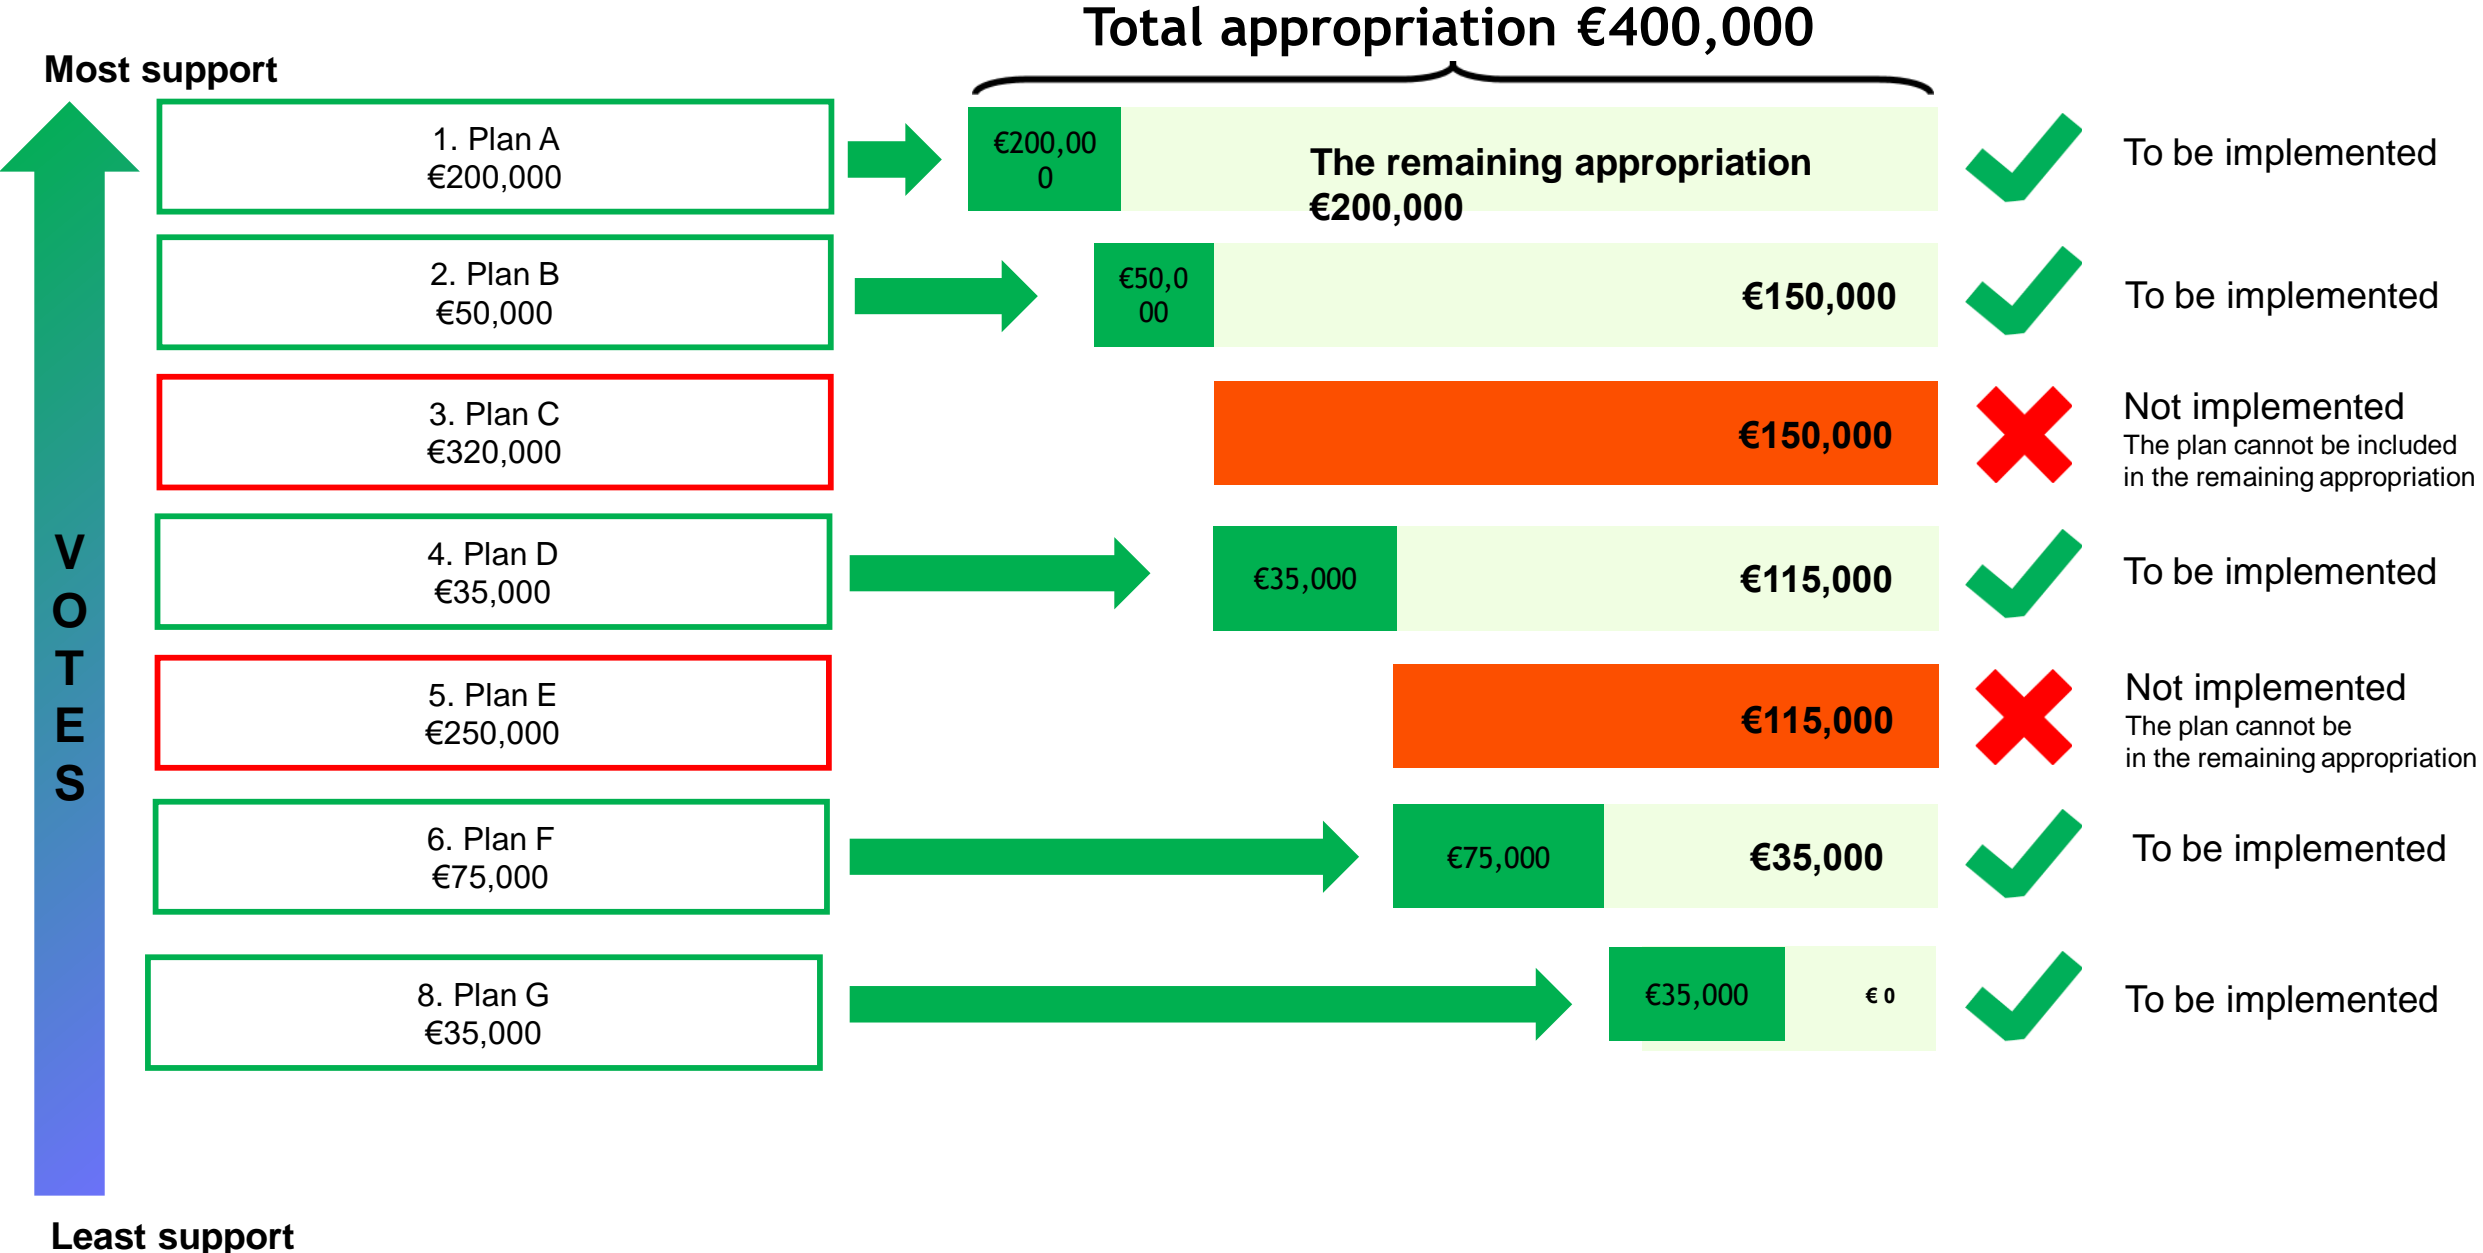 Total appropriation €400,000
Most support
1. Plan A
€200,000
€200,00
0
The remaining appropriation
€200,000
To be implemented
2. Plan B
€50,000
€50,0
00
€150,000
To be implemented
3. Plan C
€320,000
€150,000
Not implemented
The plan cannot be included
in the remaining appropriation
4. Plan D
€35,000
€35,000
€115,000
To be implemented
5. Plan E
€250,000
€115,000
Not implemented
The plan cannot be
in the remaining appropriation
6. Plan F
€75,000
€75,000
€35,000
To be implemented
8. Plan G
€35,000
€35,000
€ 0
To be implemented
V
O
T
E
S
Least support